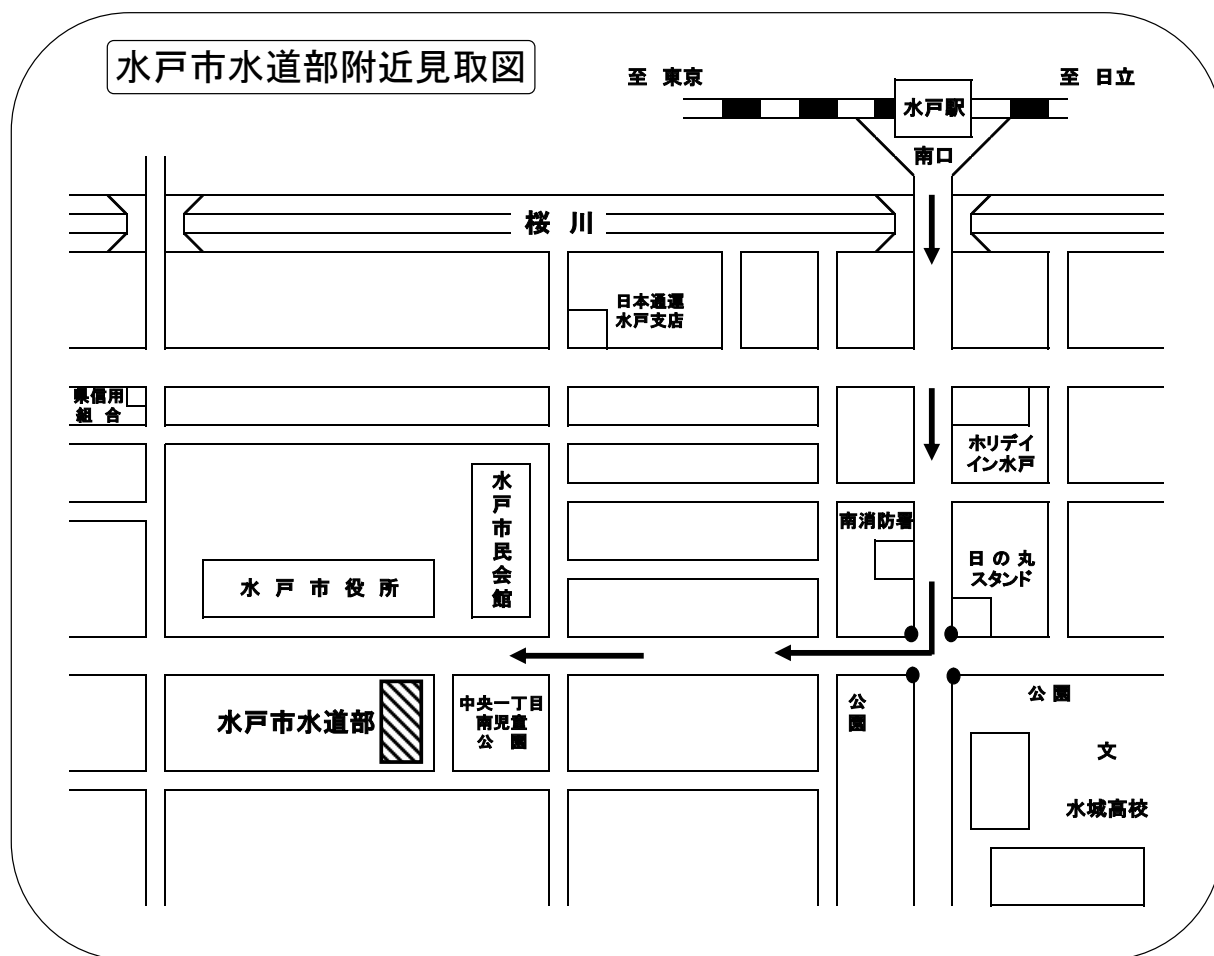 水戸市水道部附近見取図
至 東京
至 日立
水戸駅
南口
桜 川
日本通運
水戸支店
県信用
組 合
ホリデイ
イン水戸
水戸市民会館
南消防署
日 の 丸
スタンド
水 戸 市 役 所
水戸市水道部
中央一丁目
南児童
公 園
公園
公 園
文
水城高校